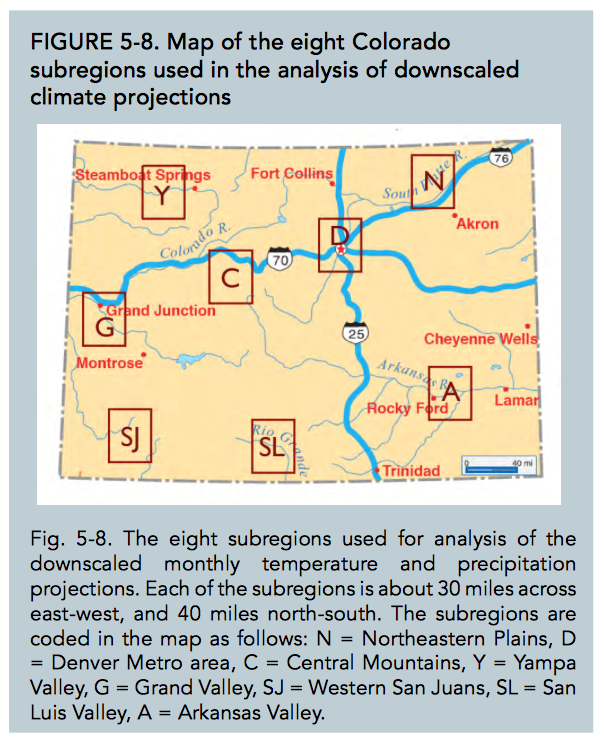 FIGURE 5-8. Map of the eight Colorado
subregions used in the analysis of downscaled
climate projections
76
Steamboat Springs
Fort Collins
N
Y
South Platte R.
Akron
D
Colorado R.
70
C
Grand Junction
G
25
Cheyenne Wells
Montrose
Arkansas R.
A
Lamar
Rocky Ford
SJ
Rio Grande
SL
Trinidad
0 40 mi
Fig. 5-8. The eight subregions used for analysis of the
downscaled monthly temperature and precipitation
projections. Each of the subregions is about 30 miles across
east-west, and 40 miles north-south. The subregions are
coded in the map as follows: N = Northeastern Plains, D
= Denver Metro area, C = Central Mountains, Y = Yampa
Valley, G = Grand Valley, SJ = Western San Juans, SL = San
Luis Valley, A = Arkansas Valley.